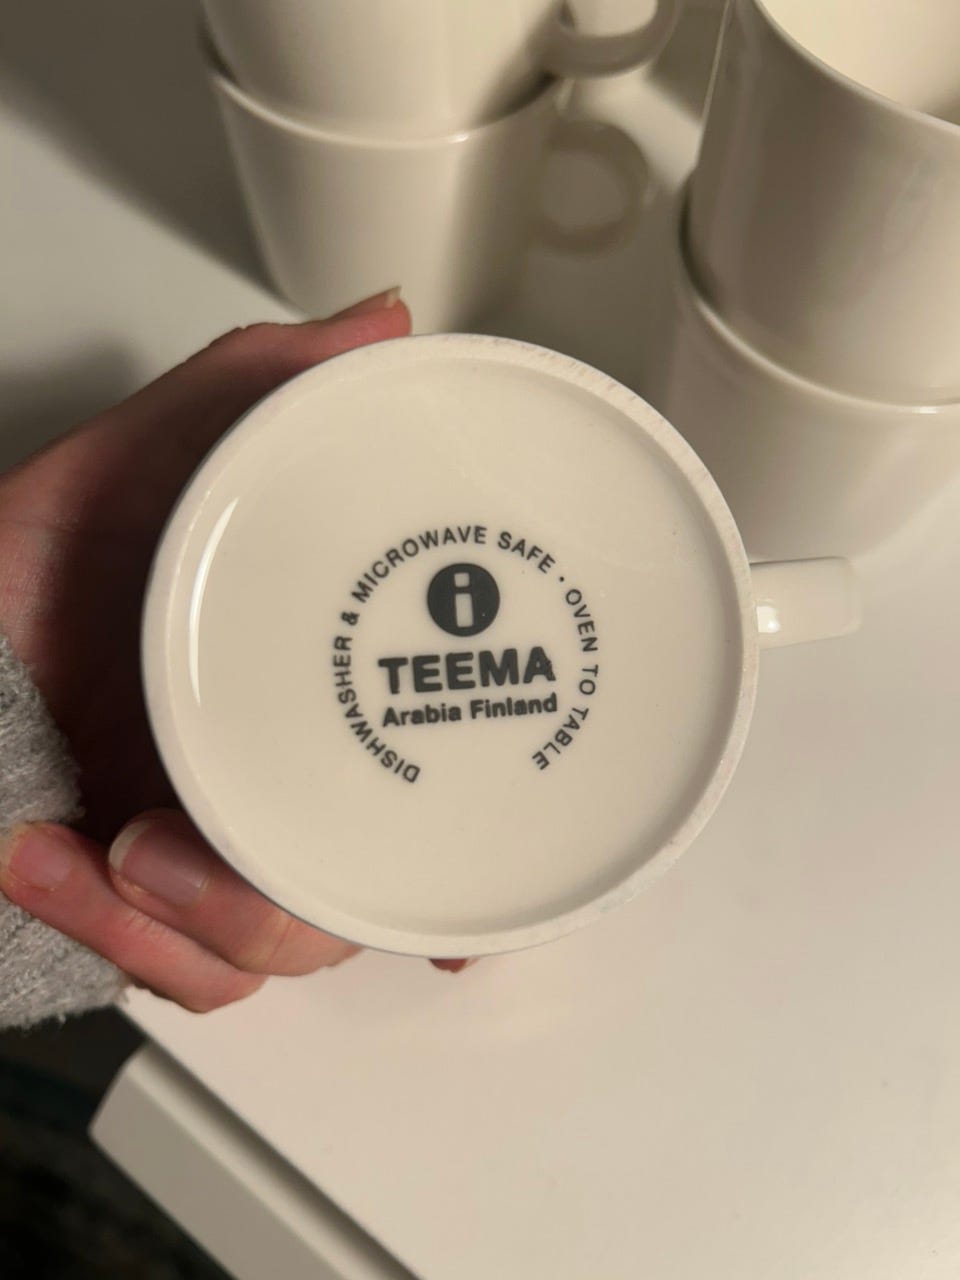 DISHWASHER & MICROWAVE SAFE · OVEN TO TABLE
i
TEEMA
Arabia Finland